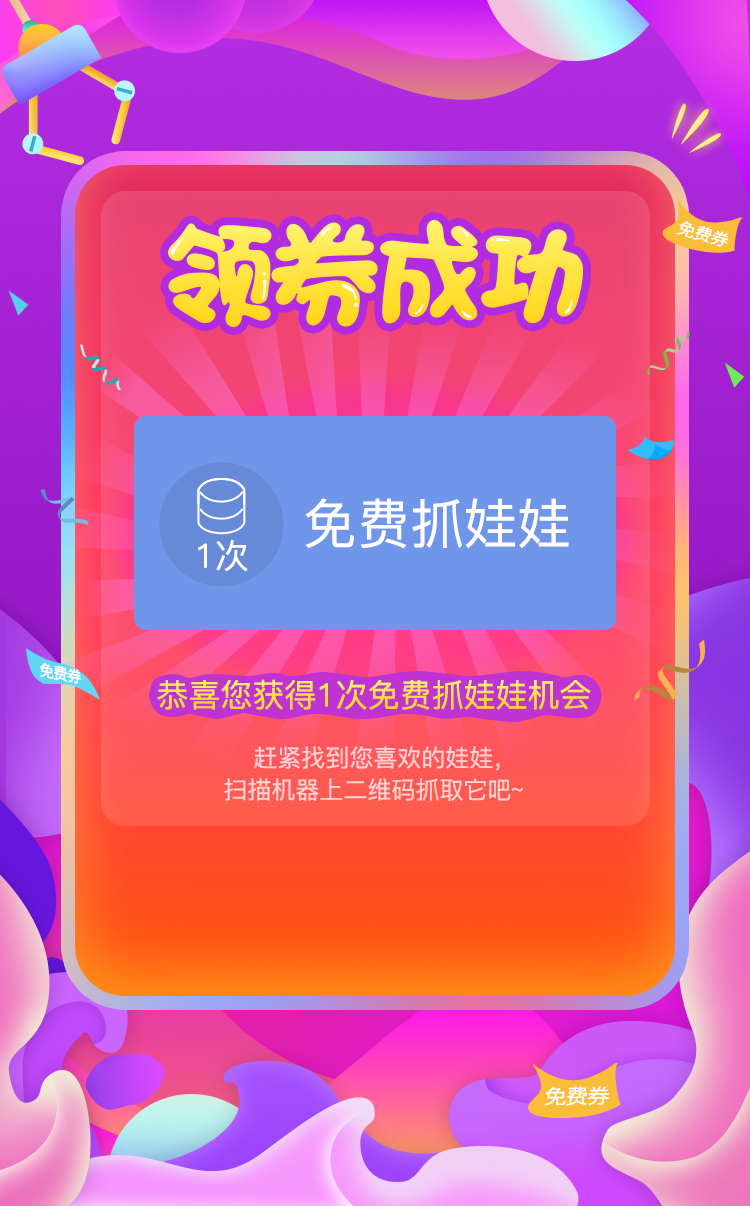 领券成功
免费券
1次
免费抓娃娃
免费券
恭喜您获得1次免费抓娃娃机会
赶紧找到您喜欢的娃娃,
扫描机器上二维码抓取它吧~
免费券